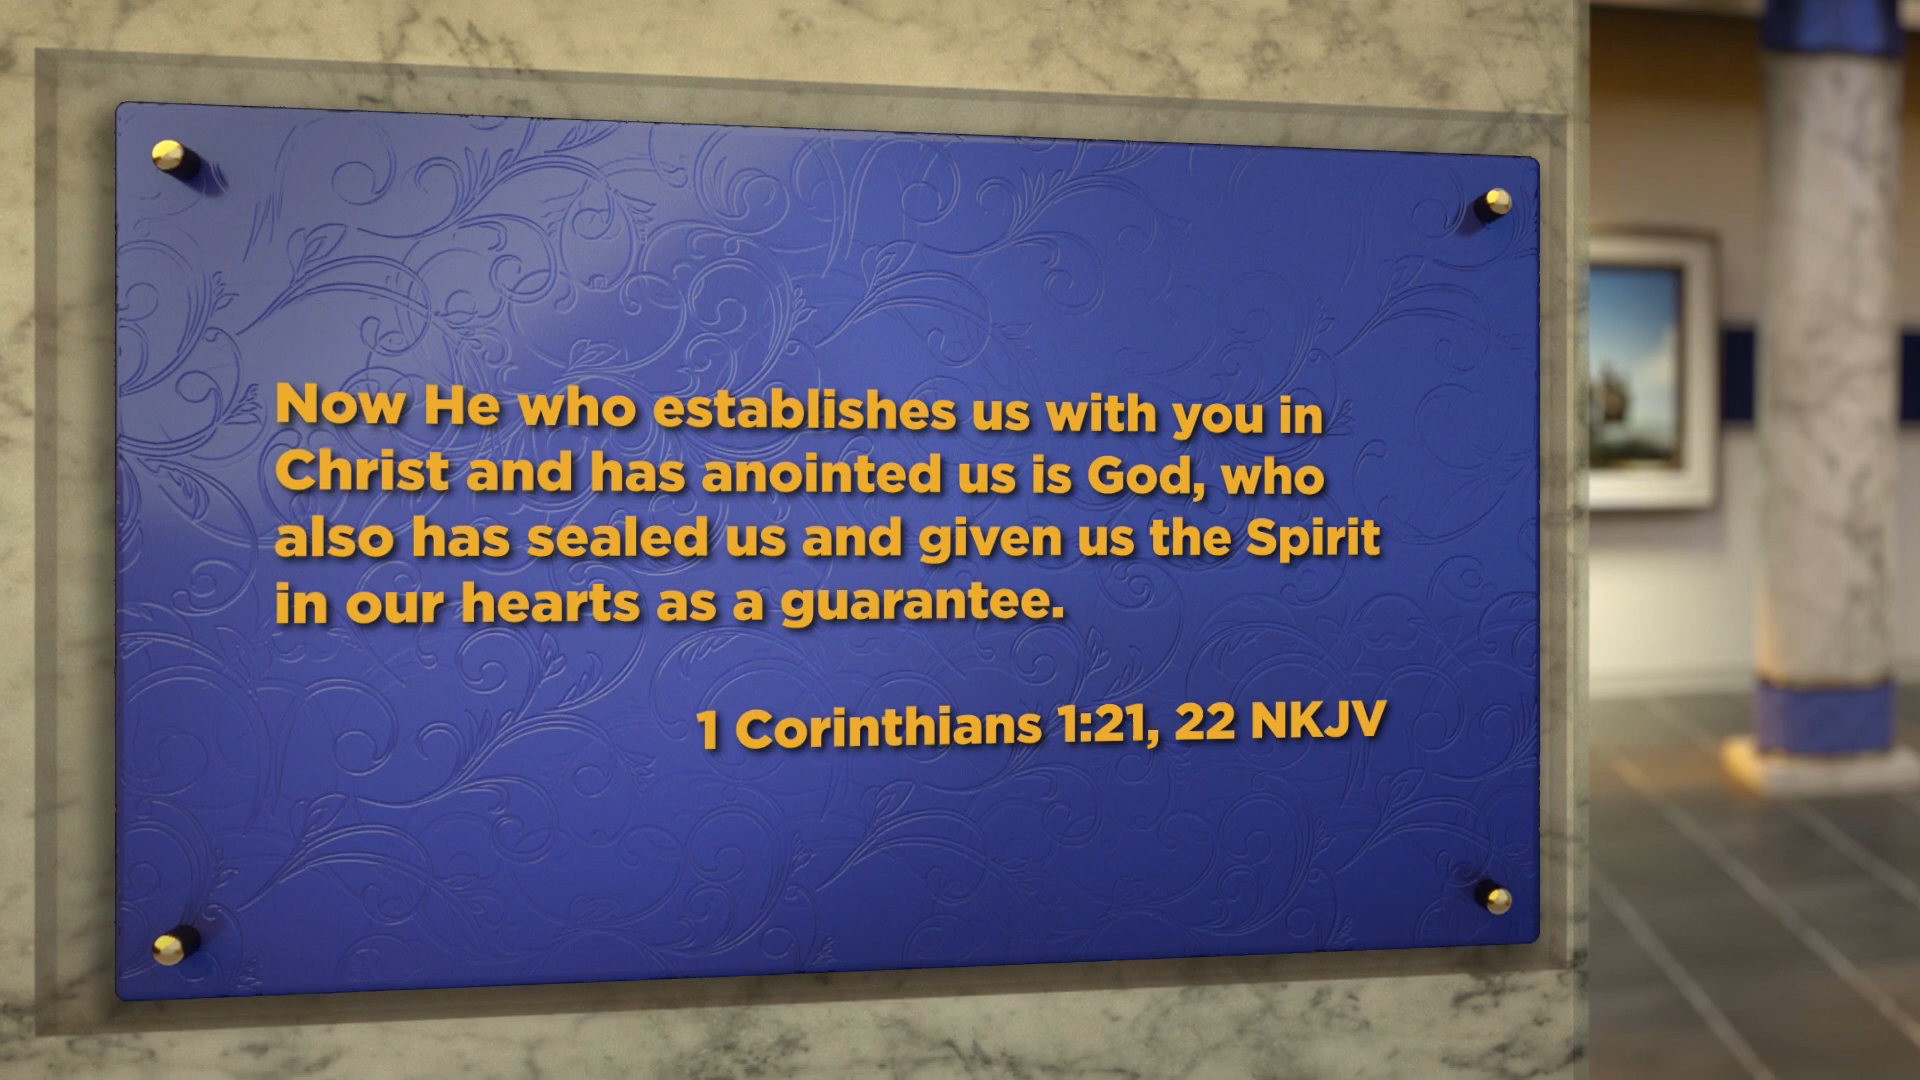 Now He who establishes us with you in
Christ and has anointed us is God, who
also has sealed us and given us the Spirit
in our hearts as a guarantee.
1 Corinthians 1:21, 22 NKJV